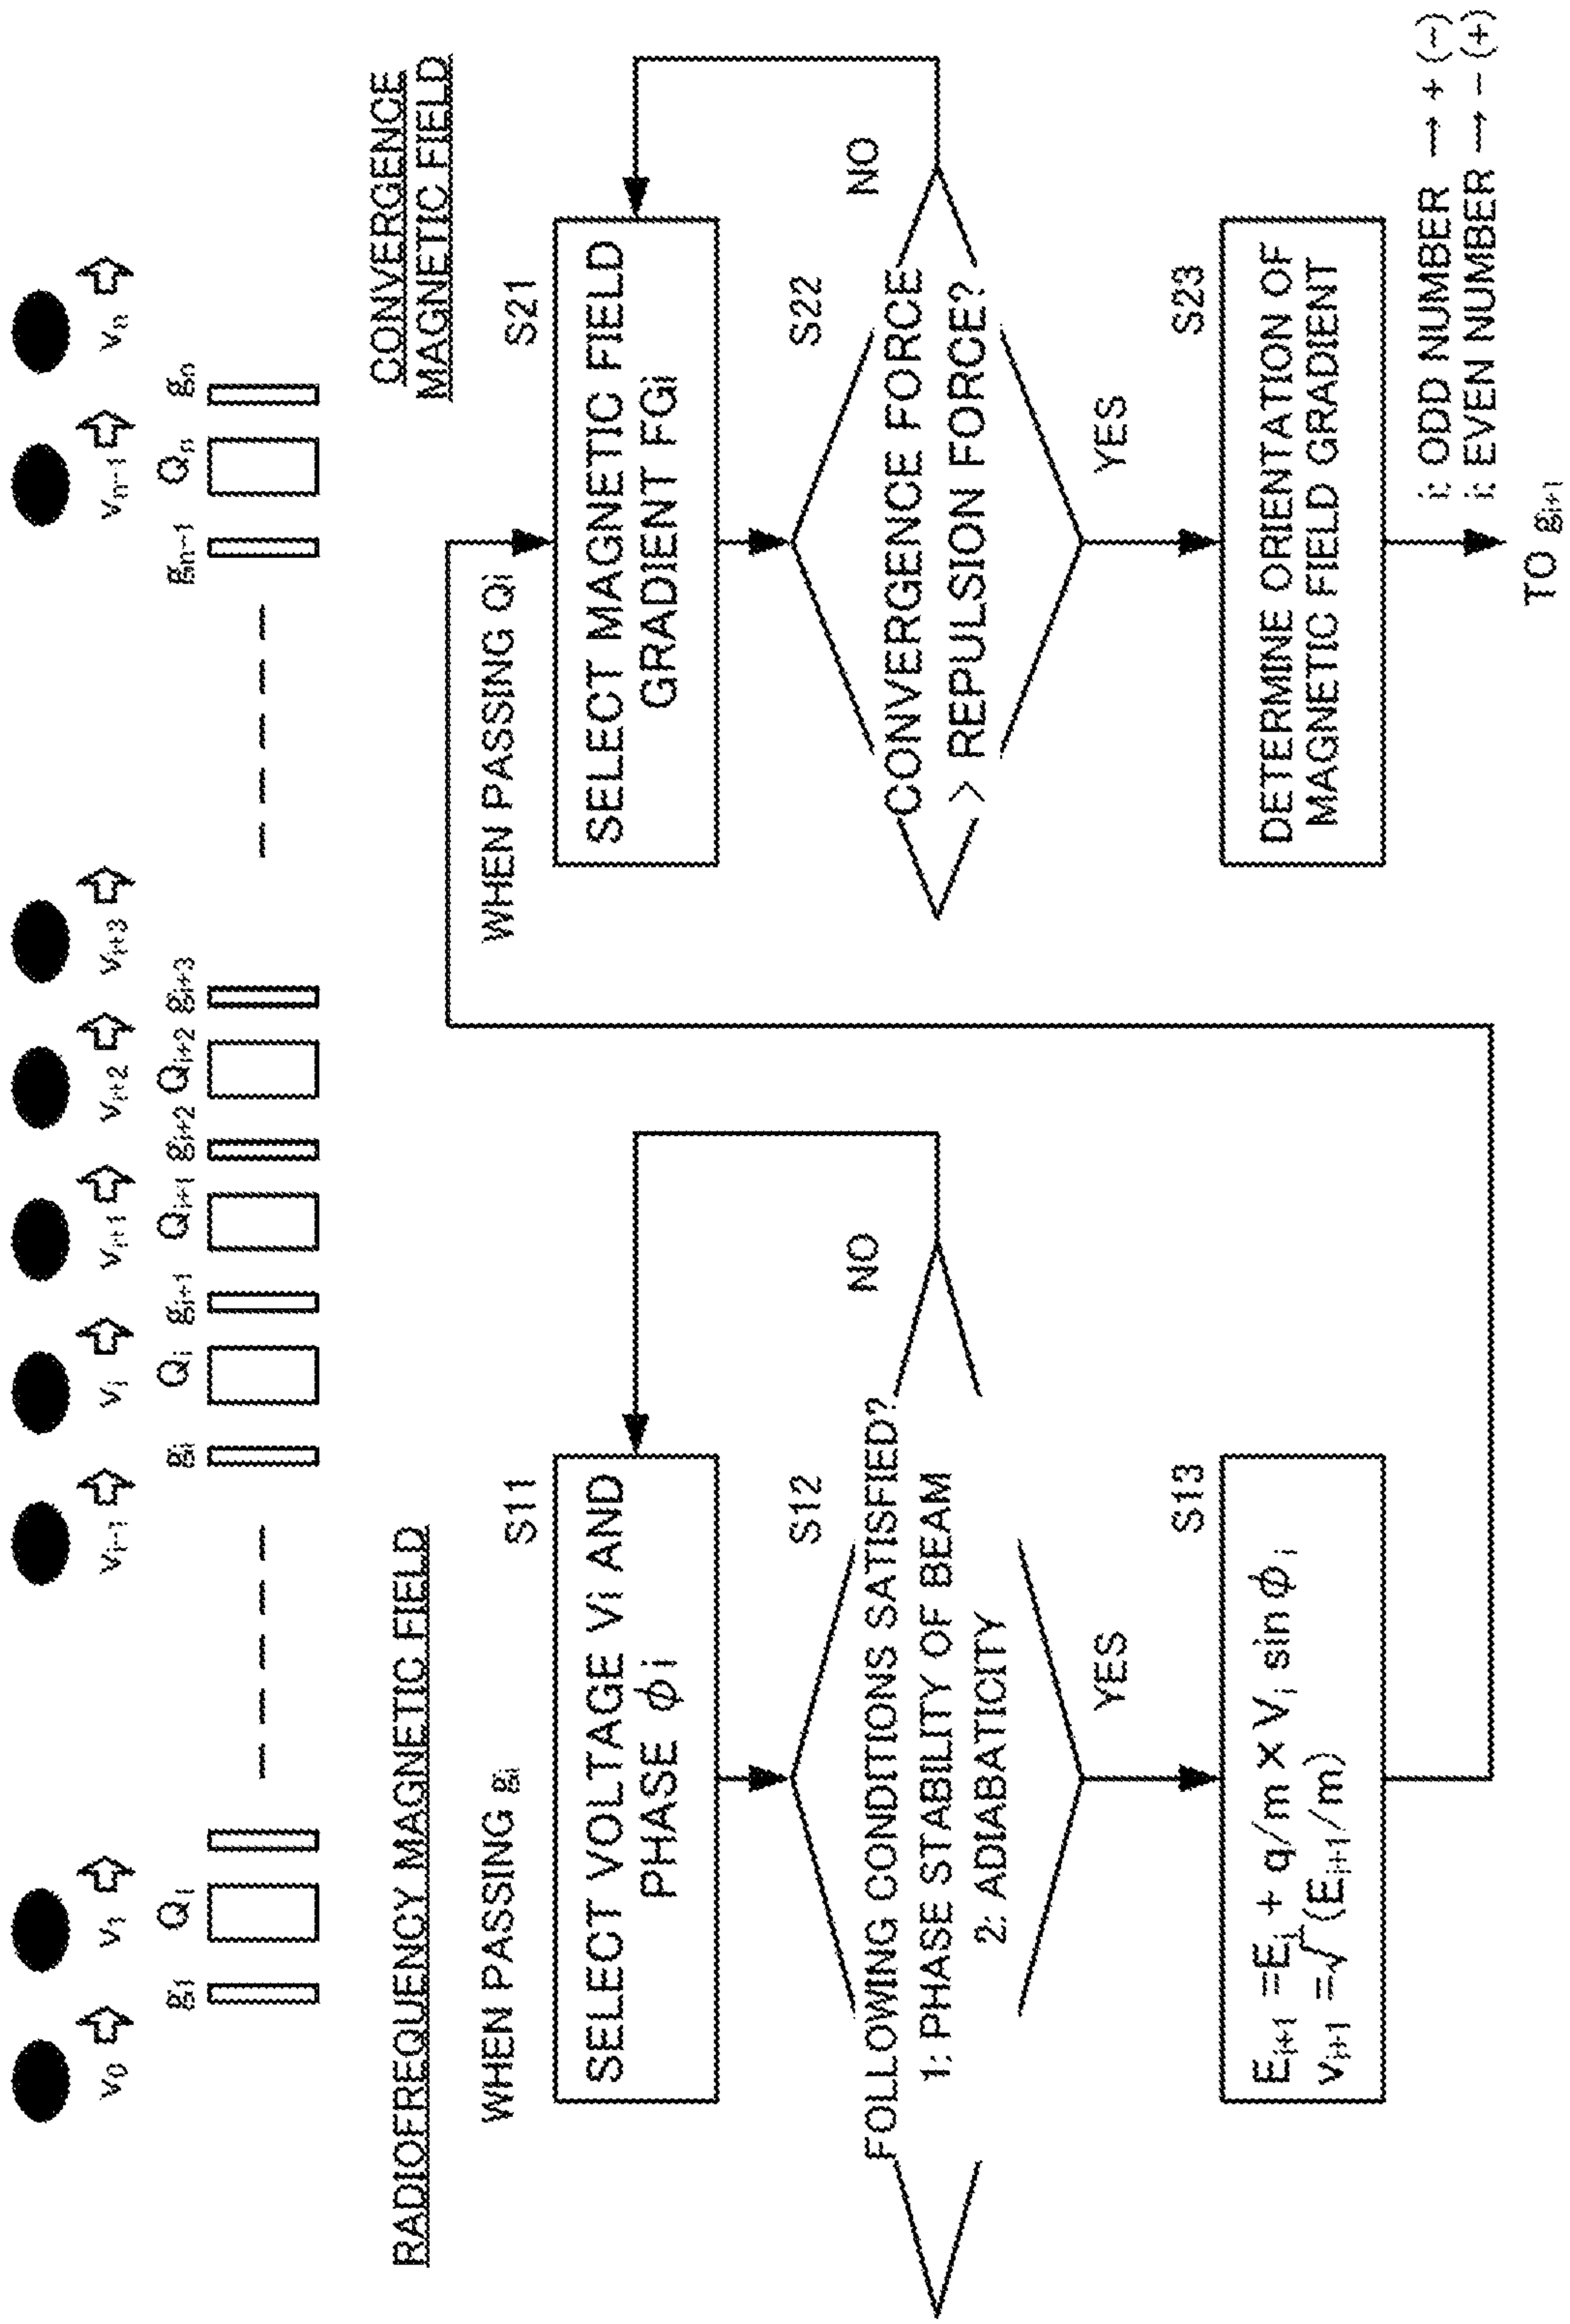 v₀ v₁ vᵢ₋₁ vᵢ vᵢ₊₁ vᵢ₊₂ vᵢ₊₃ vₙ₋₁ vₙ
g₁ Q₁ gᵢ Qᵢ gᵢ₊₁ Qᵢ₊₁ gᵢ₊₂ Qᵢ₊₂ gᵢ₊₃ gₙ₋₁ Qₙ gₙ
RADIOFREQUENCY MAGNETIC FIELD
WHEN PASSING gᵢ
S11
SELECT VOLTAGE Vi AND
PHASE ϕi
S12
FOLLOWING CONDITIONS SATISFIED?
1: PHASE STABILITY OF BEAM
2: ADIABATICITY
NO
YES
S13
Eᵢ₊₁ =Eᵢ + q/m × Vᵢ sin ϕᵢ
vᵢ₊₁ =√(Eᵢ₊₁/m)
CONVERGENCE
MAGNETIC FIELD
WHEN PASSING Qi
S21
SELECT MAGNETIC FIELD
GRADIENT FGi
S22
CONVERGENCE FORCE
> REPULSION FORCE?
NO
YES
S23
DETERMINE ORIENTATION OF
MAGNETIC FIELD GRADIENT
i: ODD NUMBER → + (−)
i: EVEN NUMBER → − (+)
TO gᵢ₊₁